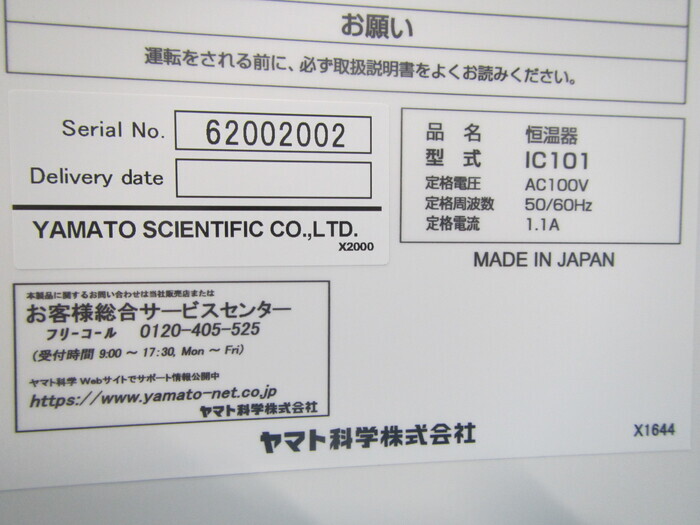 お願い
運転をされる前に、必ず取扱説明書をよくお読みください。
Serial No. 62002002
Delivery date
YAMATO SCIENTIFIC CO.,LTD.
X2000
品 名 恒温器
型 式 IC101
定格電圧 AC100V
定格周波数 50/60Hz
定格電流 1.1A
MADE IN JAPAN
本製品に関するお問い合わせは当社販売店または
お客様総合サービスセンター
フリーコール 0120-405-525
(受付時間 9:00 ～ 17:30, Mon ～ Fri)
ヤマト科学 Webサイトでサポート情報公開中
https://www.yamato-net.co.jp
ヤマト科学株式会社
ヤマト科学株式会社
X1644